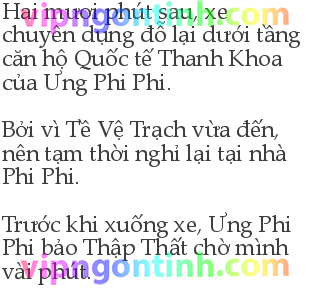 Hai mươi phút sau, xe
chuyên dụng đỗ lại dưới tầng
căn hộ Quốc tế Thanh Khoa
của Ưng Phi Phi.
Bởi vì Tề Vệ Trạch vừa đến,
nên tạm thời nghỉ lại tại nhà
Phi Phi.
Trước khi xuống xe, Ưng Phi
Phi bảo Thập Thất chờ mình
vài phút.
vipngontinh.com
vipngontinh.com